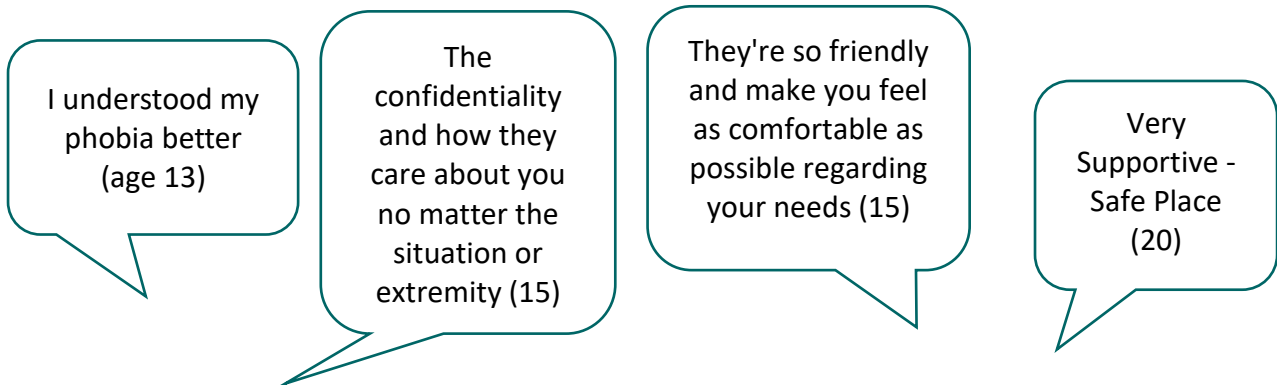 I understood my
phobia better
(age 13)
The
confidentiality
and how they
care about you
no matter the
situation or
extremity (15)
They're so friendly
and make you feel
as comfortable as
possible regarding
your needs (15)
Very
Supportive -
Safe Place
(20)